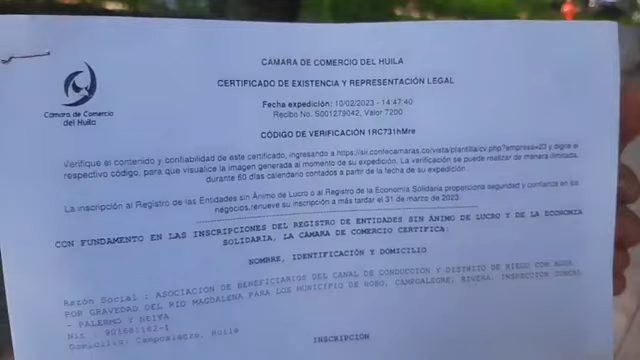 CÁMARA DE COMERCIO DEL HUILA
CERTIFICADO DE EXISTENCIA Y REPRESENTACIÓN LEGAL
Cámara de Comercio
del Huila
Fecha expedición: 10/02/2023 - 14:47:40
Recibo No. S001279042, Valor 7200
CÓDIGO DE VERIFICACIÓN 1RC731hMre
Verifique el contenido y confiabilidad de este certificado, ingresando a https://sii.confecamaras.co/vista/plantilla/cv.php?empresa=23 y digite el
respectivo código, para que visualice la imagen generada al momento de su expedición. La verificación se puede realizar de manera ilimitada,
durante 60 días calendario contados a partir de la fecha de su expedición.
La inscripción al Registro de las Entidades sin Ánimo de Lucro o al Registro de la Economía Solidaria proporciona seguridad y confianza en los
negocios, renueve su inscripción a más tardar el 31 de marzo de 2023.
CON FUNDAMENTO EN LAS INSCRIPCIONES DEL REGISTRO DE ENTIDADES SIN ÁNIMO DE LUCRO Y DE LA ECONOMIA
SOLIDARIA, LA CÁMARA DE COMERCIO CERTIFICA:
NOMBRE, IDENTIFICACIÓN Y DOMICILIO
Razón Social : ASOCIACION DE BENEFICIARIOS DEL CANAL DE CONDUCCION Y DISTRITO DE RIEGO CON AGUA
POR GRAVEDAD DEL RIO MAGDALENA PARA LOS MUNICIPIO DE HOBO, CAMPOALEGRE, RIVERA,
- PALERMO Y NEIVA
Nit :
Domicilio: Campoalegre, Huila
INSCRIPCIÓN